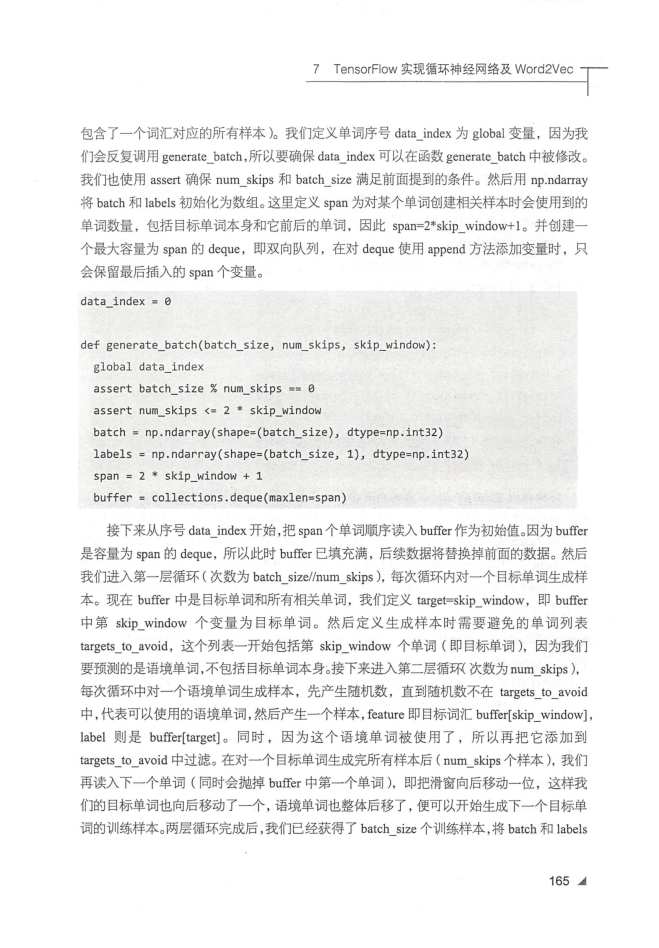 7 TensorFlow 实现循环神经网络及 Word2Vec
包含了一个词汇对应的所有样本）。我们定义单词序号 data_index 为 global 变量，因为我
们会反复调用 generate_batch，所以要确保 data_index 可以在函数 generate_batch 中被修改。
我们也使用 assert 确保 num_skips 和 batch_size 满足前面提到的条件。然后用 np.ndarray
将 batch 和 labels 初始化为数组。这里定义 span 为对某个单词创建相关样本时会使用到的
单词数量，包括目标单词本身和它前后的单词，因此 span=2*skip_window+1。并创建一
个最大容量为 span 的 deque，即双向队列，在对 deque 使用 append 方法添加变量时，只
会保留最后插入的 span 个变量。
data_index = 0
def generate_batch(batch_size, num_skips, skip_window):
global data_index
assert batch_size % num_skips == 0
assert num_skips <= 2 * skip_window
batch = np.ndarray(shape=(batch_size), dtype=np.int32)
labels = np.ndarray(shape=(batch_size, 1), dtype=np.int32)
span = 2 * skip_window + 1
buffer = collections.deque(maxlen=span)
接下来从序号 data_index 开始，把 span 个单词顺序读入 buffer 作为初始值。因为 buffer
是容量为 span 的 deque，所以此时 buffer 已填充满，后续数据将替换掉前面的数据。然后
我们进入第一层循环（次数为 batch_size//num_skips），每次循环内对一个目标单词生成样
本。现在 buffer 中是目标单词和所有相关单词，我们定义 target=skip_window，即 buffer
中第 skip_window 个变量为目标单词。然后定义生成样本时需要避免的单词列表
targets_to_avoid，这个列表一开始包括第 skip_window 个单词（即目标单词），因为我们
要预测的是语境单词，不包括目标单词本身。接下来进入第二层循环（次数为 num_skips），
每次循环中对一个语境单词生成样本，先产生随机数，直到随机数不在 targets_to_avoid
中，代表可以使用的语境单词，然后产生一个样本，feature 即目标词汇 buffer[skip_window]，
label 则是 buffer[target]。同时，因为这个语境单词被使用了，所以再把它添加到
targets_to_avoid 中过滤。在对一个目标单词生成完所有样本后（num_skips 个样本），我们
再读入下一个单词（同时会抛掉 buffer 中第一个单词），即把滑窗向后移动一位，这样我
们的目标单词也向后移动了一个，语境单词也整体后移了，便可以开始生成下一个目标单
词的训练样本。两层循环完成后，我们已经获得了 batch_size 个训练样本，将 batch 和 labels
165